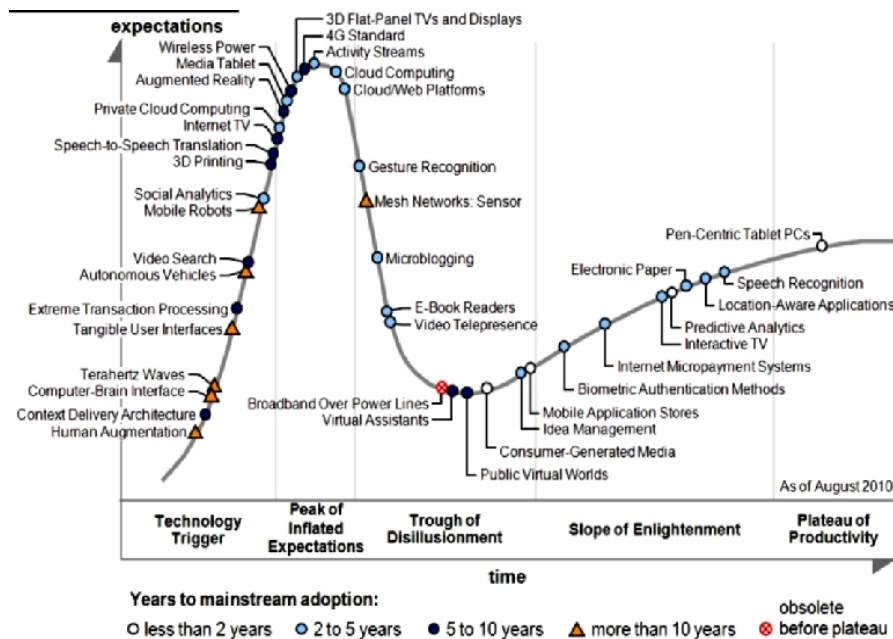 expectations
3D Flat-Panel TVs and Displays
4G Standard
Activity Streams
Wireless Power
Media Tablet
Augmented Reality
Cloud Computing
Cloud/Web Platforms
Private Cloud Computing
Internet TV
Speech-to-Speech Translation
3D Printing
Gesture Recognition
Social Analytics
Mobile Robots
Mesh Networks: Sensor
Pen-Centric Tablet PCs
Video Search
Autonomous Vehicles
Microblogging
Electronic Paper
Speech Recognition
Location-Aware Applications
Extreme Transaction Processing
Tangible User Interfaces
E-Book Readers
Video Telepresence
Predictive Analytics
Interactive TV
Internet Micropayment Systems
Terahertz Waves
Computer-Brain Interface
Biometric Authentication Methods
Context Delivery Architecture
Human Augmentation
Broadband Over Power Lines
Virtual Assistants
Mobile Application Stores
Idea Management
Consumer-Generated Media
Public Virtual Worlds
As of August 2010
Technology
Trigger
Peak of
Inflated
Expectations
Trough of
Disillusionment
Slope of Enlightenment
Plateau of
Productivity
time
Years to mainstream adoption:
less than 2 years
2 to 5 years
5 to 10 years
more than 10 years
obsolete
before plateau